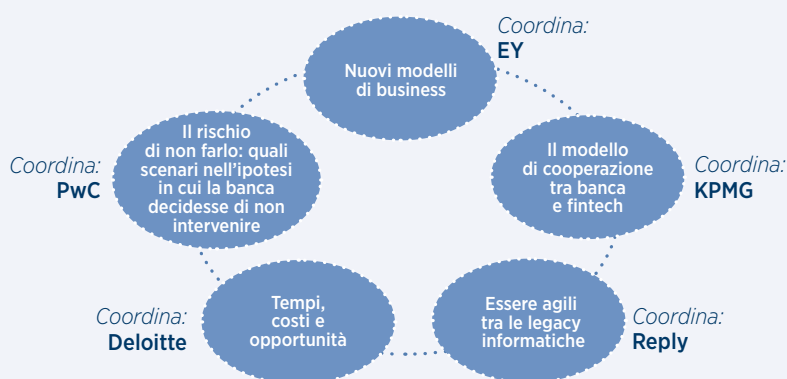 Coordina:
EY
Nuovi modelli
di business
Il rischio
di non farlo: quali
scenari nell'ipotesi
in cui la banca
decidesse di non
intervenire
Coordina:
PwC
Il modello
di cooperazione
tra banca
e fintech
Coordina:
KPMG
Tempi,
costi e
opportunità
Coordina:
Deloitte
Essere agili
tra le legacy
informatiche
Coordina:
Reply